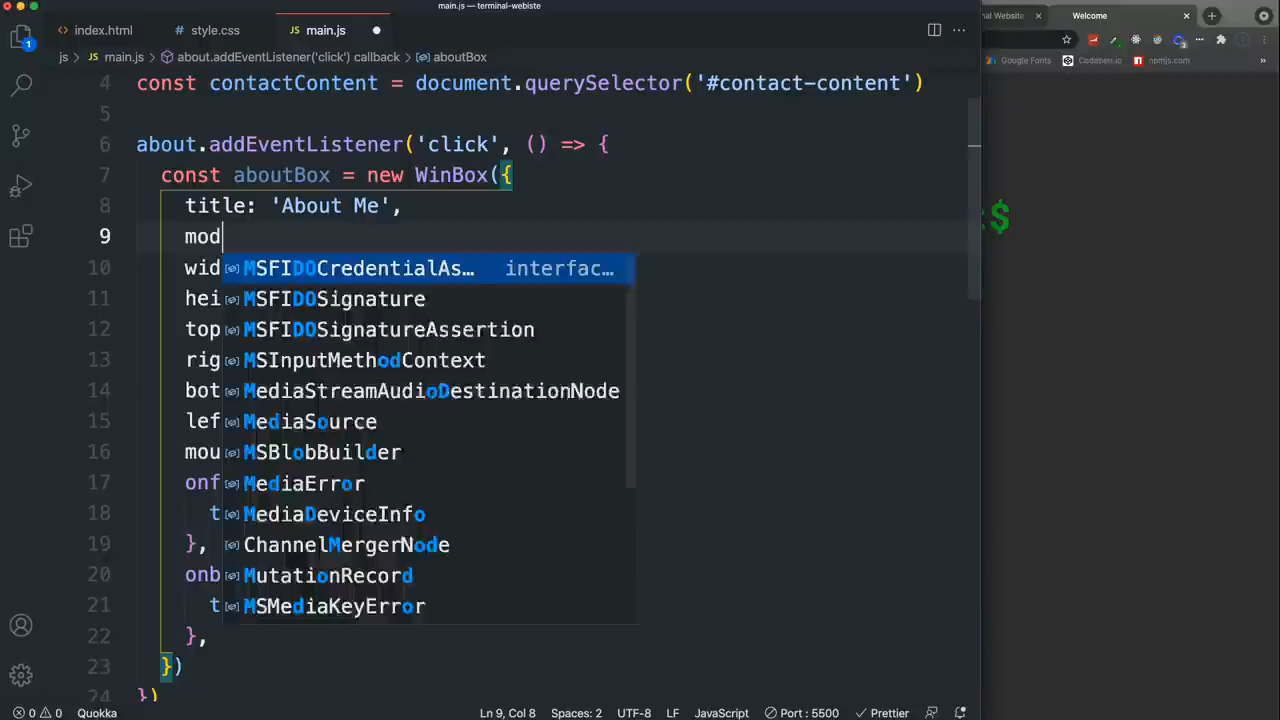 main.js — terminal-webiste
index.html
style.css
JS main.js
nal Website
Welcome
js > JS main.js > about.addEventListener('click') callback > aboutBox
Google Fonts
Codepen.io
npmjs.com
»
4 const contactContent = document.querySelector('#contact-content')
5
6 about.addEventListener('click', () => {
7 const aboutBox = new WinBox({
8 title: 'About Me',
9 mod
10 wid MSFIDOCredentialAs… interfac…
11 hei MSFIDOSignature
12 top MSFIDOSignatureAssertion
13 rig MSInputMethodContext
14 bot MediaStreamAudioDestinationNode
15 lef MediaSource
16 mou MSBlobBuilder
17 onf MediaError
18 t MediaDeviceInfo
19 }, ChannelMergerNode
20 onb MutationRecord
21 t MSMediaKeyError
22 },
23 })
24 })
$
0 0 Quokka
Ln 9, Col 8 Spaces: 2 UTF-8 LF JavaScript Port : 5500 Prettier